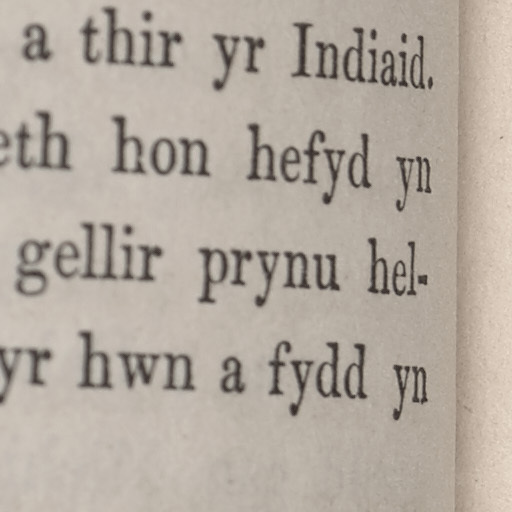 a thir yr Indiaid.
eth hon hefyd yn
gellir prynu hel-
yr hwn a fydd yn